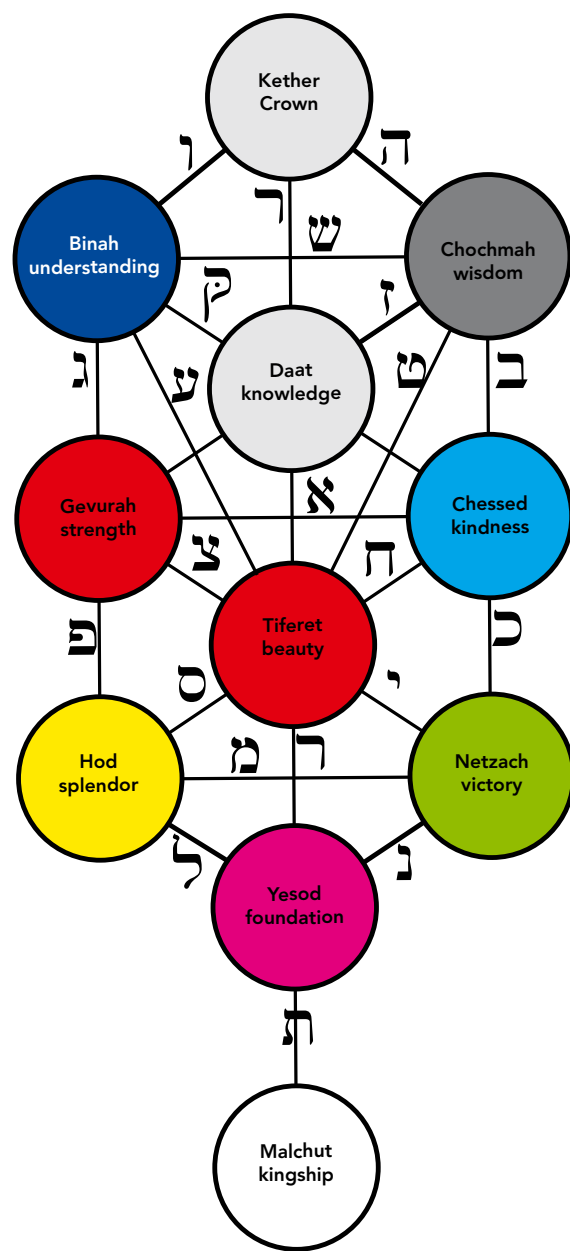 Kether
Crown
ו
ה
ר
ש
Binah
understanding
Chochmah
wisdom
ק
ז
ג
ע
ט
ב
Daat
knowledge
א
Gevurah
strength
Chessed
kindness
צ
ח
Tiferet
beauty
פ
כ
ס
י
מ
ר
Hod
splendor
Netzach
victory
ל
נ
Yesod
foundation
ת
Malchut
kingship